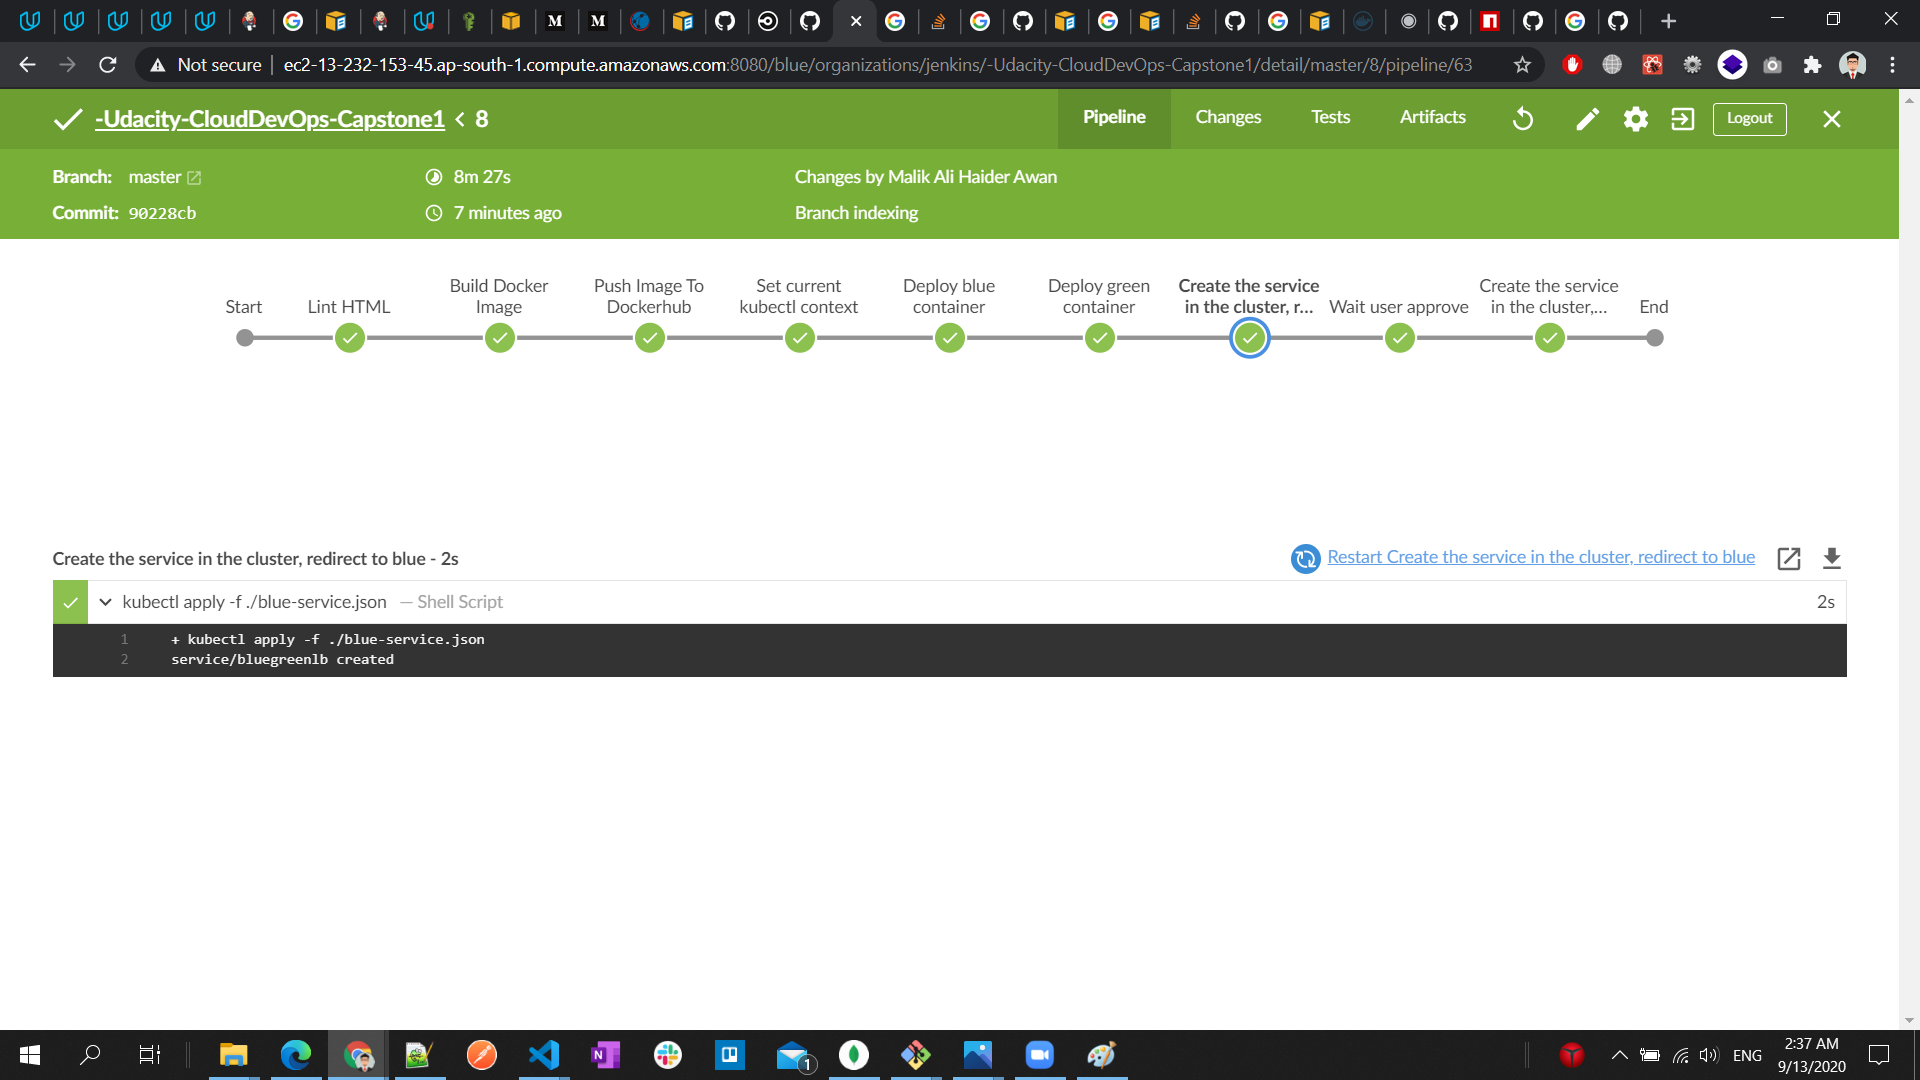 Not secure
ec2-13-232-153-45.ap-south-1.compute.amazonaws.com:8080/blue/organizations/jenkins/-Udacity-CloudDevOps-Capstone1/detail/master/8/pipeline/63
-Udacity-CloudDevOps-Capstone1 < 8
Pipeline
Changes
Tests
Artifacts
Logout
Branch: master
8m 27s
Changes by Malik Ali Haider Awan
Commit: 90228cb
7 minutes ago
Branch indexing
Start
Lint HTML
Build Docker
Image
Push Image To
Dockerhub
Set current
kubectl context
Deploy blue
container
Deploy green
container
Create the service
in the cluster, r...
Wait user approve
Create the service
in the cluster,...
End
Create the service in the cluster, redirect to blue - 2s
Restart Create the service in the cluster, redirect to blue
kubectl apply -f ./blue-service.json — Shell Script
2s
1 + kubectl apply -f ./blue-service.json
2 service/bluegreenlb created
1
ENG
2:37 AM
9/13/2020